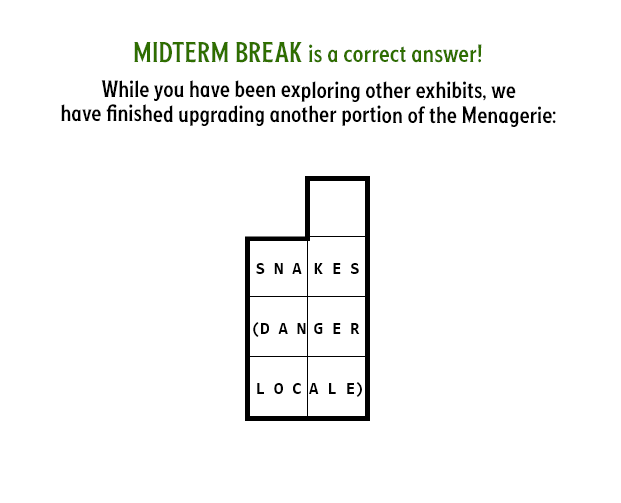 MIDTERM BREAK is a correct answer!
While you have been exploring other exhibits, we
have finished upgrading another portion of the Menagerie:
S N A K E S
(D A N G E R
L O C A L E)